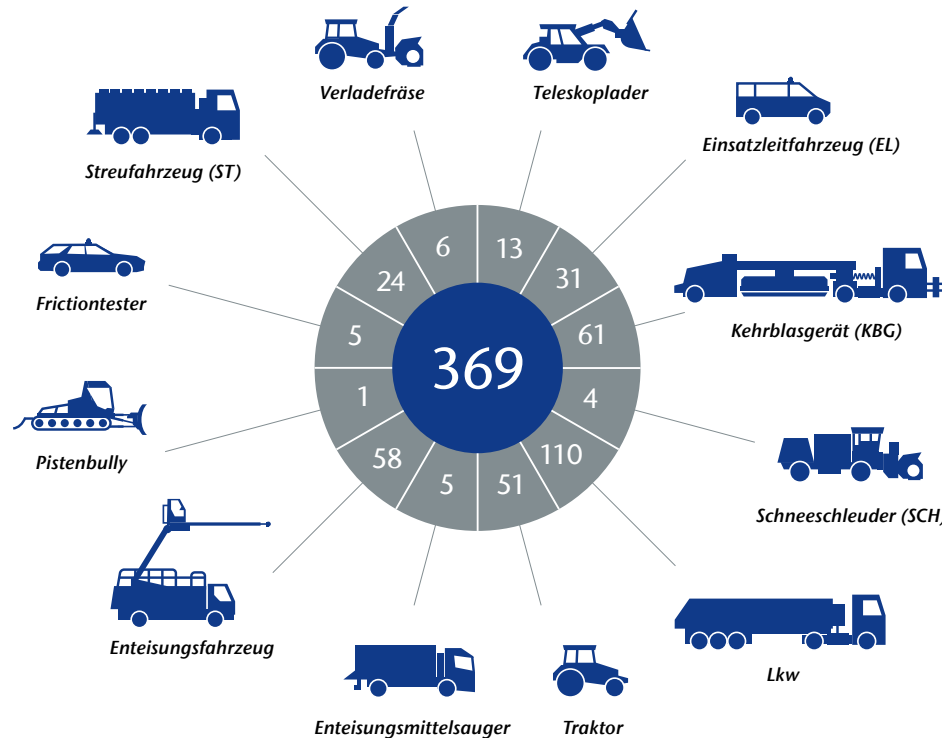 Verladefräse
Teleskoplader
Einsatzleitfahrzeug (EL)
Streufahrzeug (ST)
6
13
24
31
Frictiontester
5
61
Kehrblasgerät (KBG)
369
1
4
Pistenbully
58
110
5
51
Schneeschleuder (SCH)
Enteisungsfahrzeug
Lkw
Enteisungsmittelsauger
Traktor